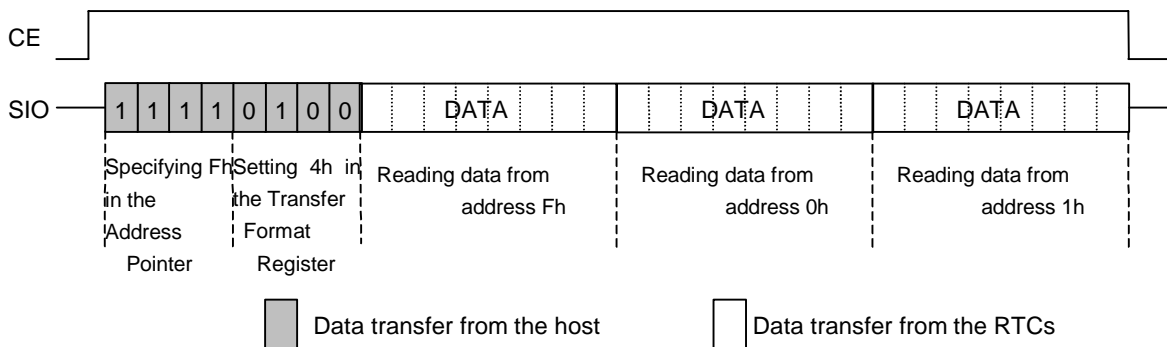 CE
SIO 1 1 1 1 0 1 0 0 DATA DATA DATA
Specifying Fh
in the
Address
Pointer
Setting 4h in
the Transfer
Format
Register
Reading data from
address Fh
Reading data from
address 0h
Reading data from
address 1h
Data transfer from the host
Data transfer from the RTCs